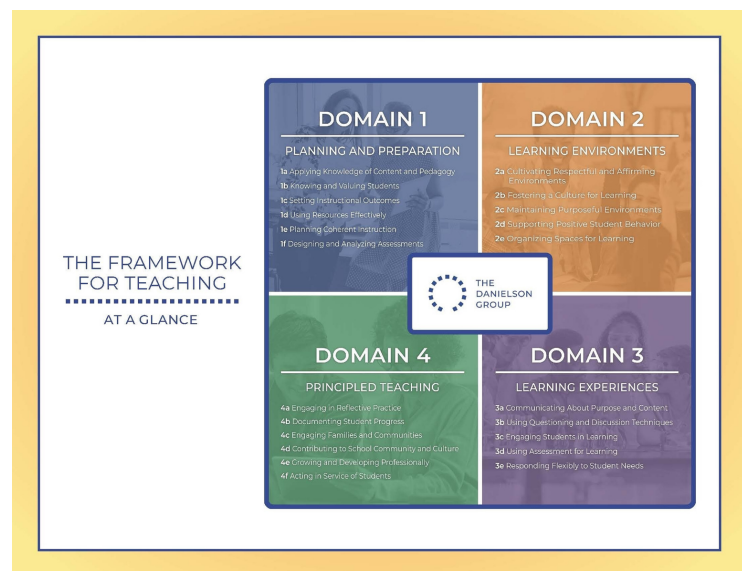 THE FRAMEWORK
FOR TEACHING
AT A GLANCE
DOMAIN 1
PLANNING AND PREPARATION
1a Applying Knowledge of Content and Pedagogy
1b Knowing and Valuing Students
1c Setting Instructional Outcomes
1d Using Resources Effectively
1e Planning Coherent Instruction
1f Designing and Analyzing Assessments
DOMAIN 2
LEARNING ENVIRONMENTS
2a Cultivating Respectful and Affirming
Environments
2b Fostering a Culture for Learning
2c Maintaining Purposeful Environments
2d Supporting Positive Student Behavior
2e Organizing Spaces for Learning
THE
DANIELSON
GROUP
DOMAIN 4
PRINCIPLED TEACHING
4a Engaging in Reflective Practice
4b Documenting Student Progress
4c Engaging Families and Communities
4d Contributing to School Community and Culture
4e Growing and Developing Professionally
4f Acting in Service of Students
DOMAIN 3
LEARNING EXPERIENCES
3a Communicating About Purpose and Content
3b Using Questioning and Discussion Techniques
3c Engaging Students in Learning
3d Using Assessment for Learning
3e Responding Flexibly to Student Needs